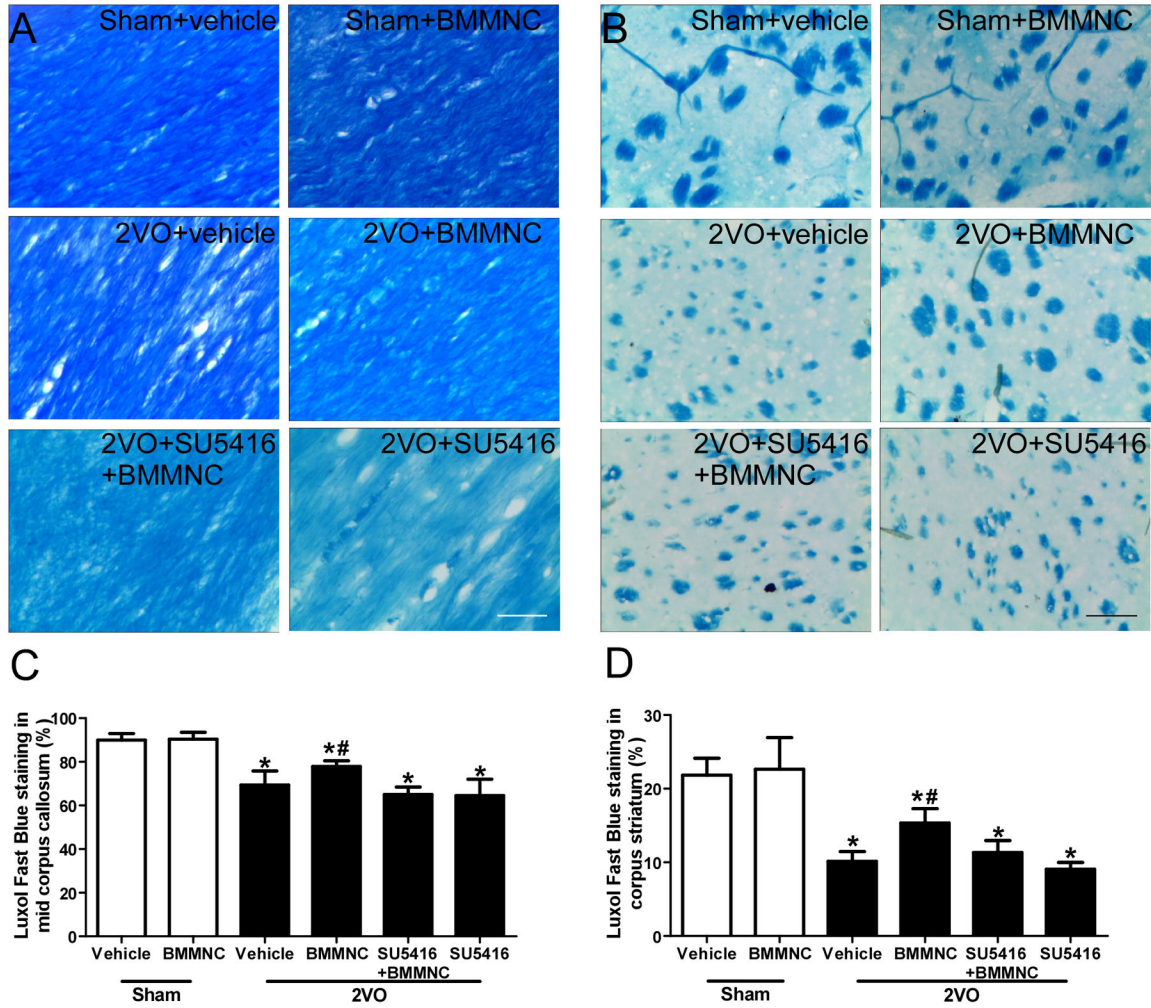 A
Sham+vehicle
Sham+BMMNC
2VO+vehicle
2VO+BMMNC
2VO+SU5416
+BMMNC
2VO+SU5416
B
Sham+vehicle
Sham+BMMNC
2VO+vehicle
2VO+BMMNC
2VO+SU5416
+BMMNC
2VO+SU5416
C
Luxol Fast Blue staining in
mid corpus callosum (%)
100
80
60
40
20
0
*
*#
*
*
Vehicle
BMMNC
Vehicle
BMMNC
SU5416
+BMMNC
SU5416
Sham
2VO
D
Luxol Fast Blue staining in
corpus striatum (%)
30
20
10
0
*
*#
*
*
Vehicle
BMMNC
Vehicle
BMMNC
SU5416
+BMMNC
SU5416
Sham
2VO